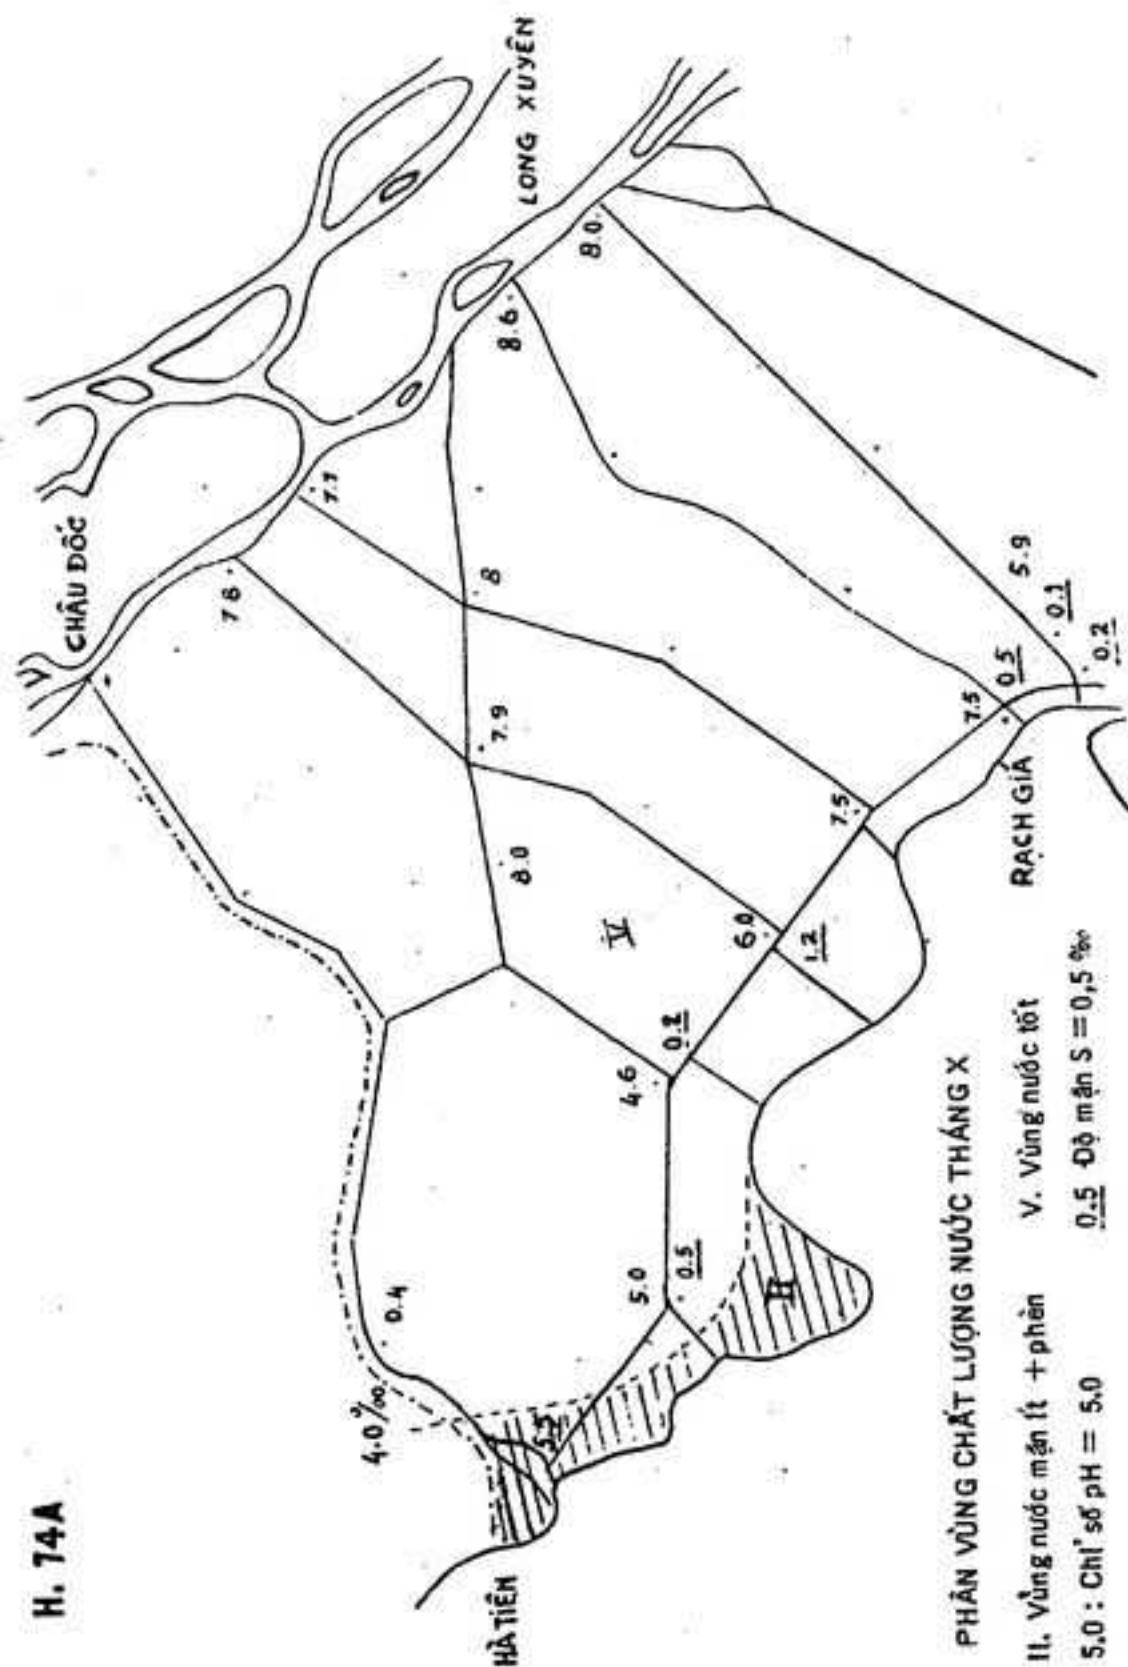 H. 74A
CHÂU ĐỐC
LONG XUYÊN
7.7
8.6
8.0
8
7.9
8.0
V
7.5
7.5
0.5
5.9
0.1
0.2
6.0
1.2
4.6
0.2
0.4
4.0‰
5.0
0.5
5.5
II
HÀ TIÊN
RẠCH GIÁ
PHÂN VÙNG CHẤT LƯỢNG NƯỚC THÁNG X
II. Vùng nước mặn ít + phèn
V. Vùng nước tốt
5.0 : Chỉ số pH = 5.0
0.5 Độ mặn S = 0,5 ‰